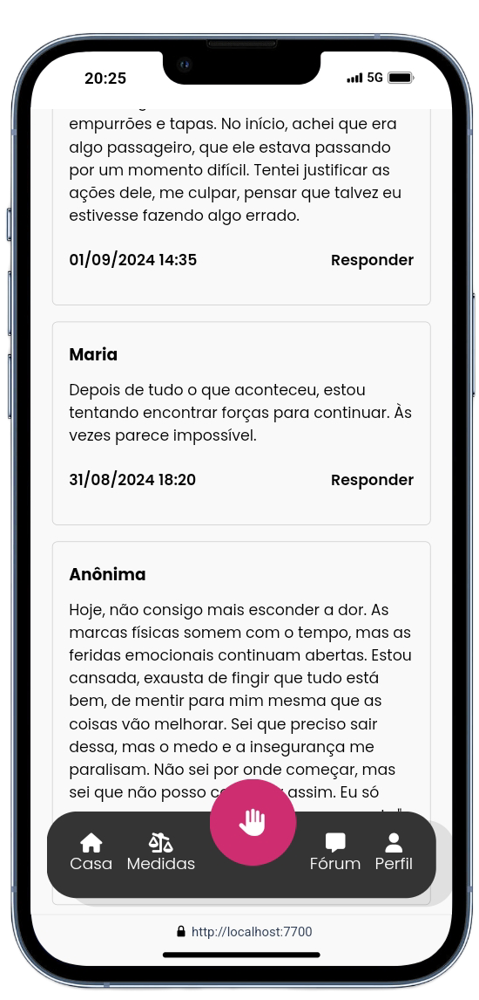 20:25
5G
empurrões e tapas. No início, achei que era
algo passageiro, que ele estava passando
por um momento difícil. Tentei justificar as
ações dele, me culpar, pensar que talvez eu
estivesse fazendo algo errado.
01/09/2024 14:35 Responder
Maria
Depois de tudo o que aconteceu, estou
tentando encontrar forças para continuar. Às
vezes parece impossível.
31/08/2024 18:20 Responder
Anônima
Hoje, não consigo mais esconder a dor. As
marcas físicas somem com o tempo, mas as
feridas emocionais continuam abertas. Estou
cansada, exausta de fingir que tudo está
bem, de mentir para mim mesma que as
coisas vão melhorar. Sei que preciso sair
dessa, mas o medo e a insegurança me
paralisam. Não sei por onde começar, mas
sei que não posso assim. Eu só
Casa Medidas Fórum Perfil
http://localhost:7700